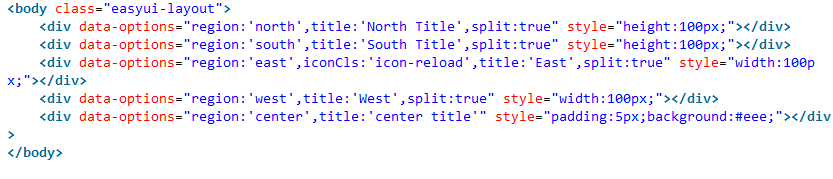 <body class="easyui-layout">
    <div data-options="region:'north',title:'North Title',split:true" style="height:100px;"></div>
    <div data-options="region:'south',title:'South Title',split:true" style="height:100px;"></div>
    <div data-options="region:'east',iconCls:'icon-reload',title:'East',split:true" style="width:100p
x;"></div>
    <div data-options="region:'west',title:'West',split:true" style="width:100px;"></div>
    <div data-options="region:'center',title:'center title'" style="padding:5px;background:#eee;"></div
>
</body>